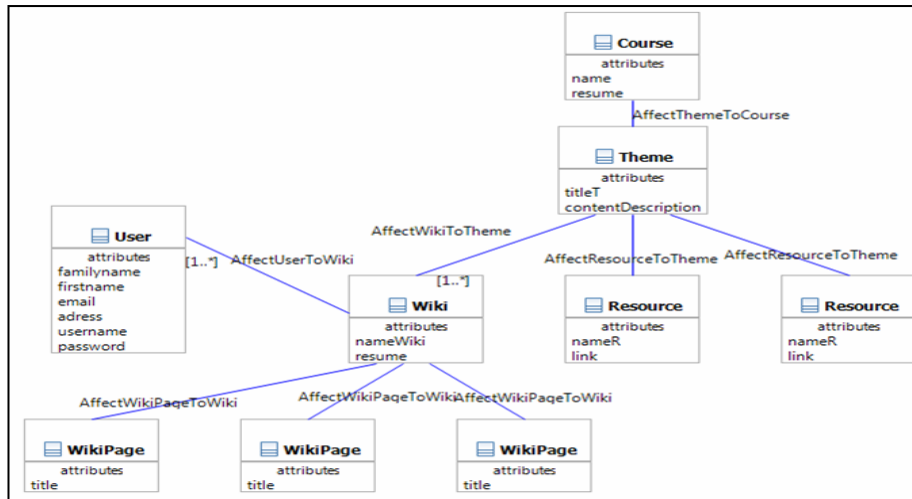 Course
attributes
name
resume
AffectThemeToCourse
Theme
attributes
titleT
contentDescription
User
attributes
familyname
firstname
email
adress
username
password
[1..*]
AffectUserToWiki
AffectWikiToTheme
[1..*]
AffectResourceToTheme
AffectResourceToTheme
Wiki
attributes
nameWiki
resume
Resource
attributes
nameR
link
Resource
attributes
nameR
link
AffectWikiPageToWiki
AffectWikiPageToWiki
AffectWikiPageToWiki
WikiPage
attributes
title
WikiPage
attributes
title
WikiPage
attributes
title